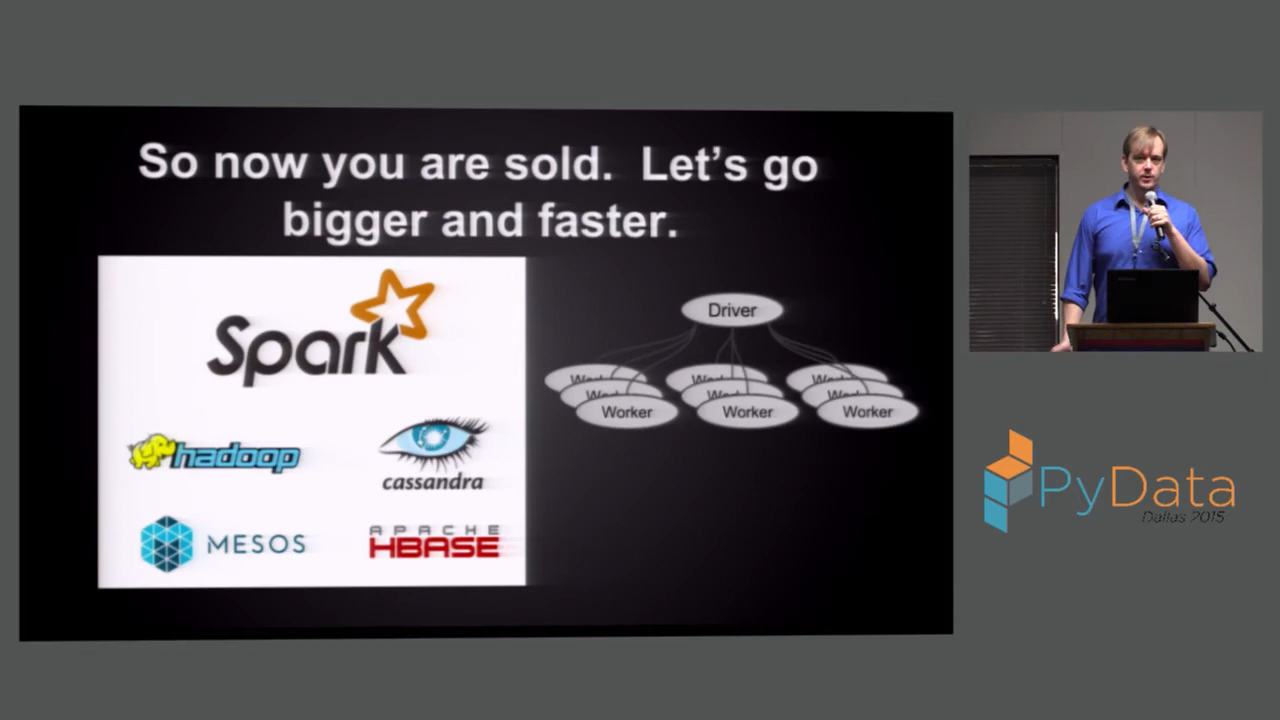 So now you are sold. Let's go
bigger and faster.
Spark
hadoop
cassandra
MESOS
APACHE
HBASE
Driver
Worker
Worker
Worker
PyData
Dallas 2015